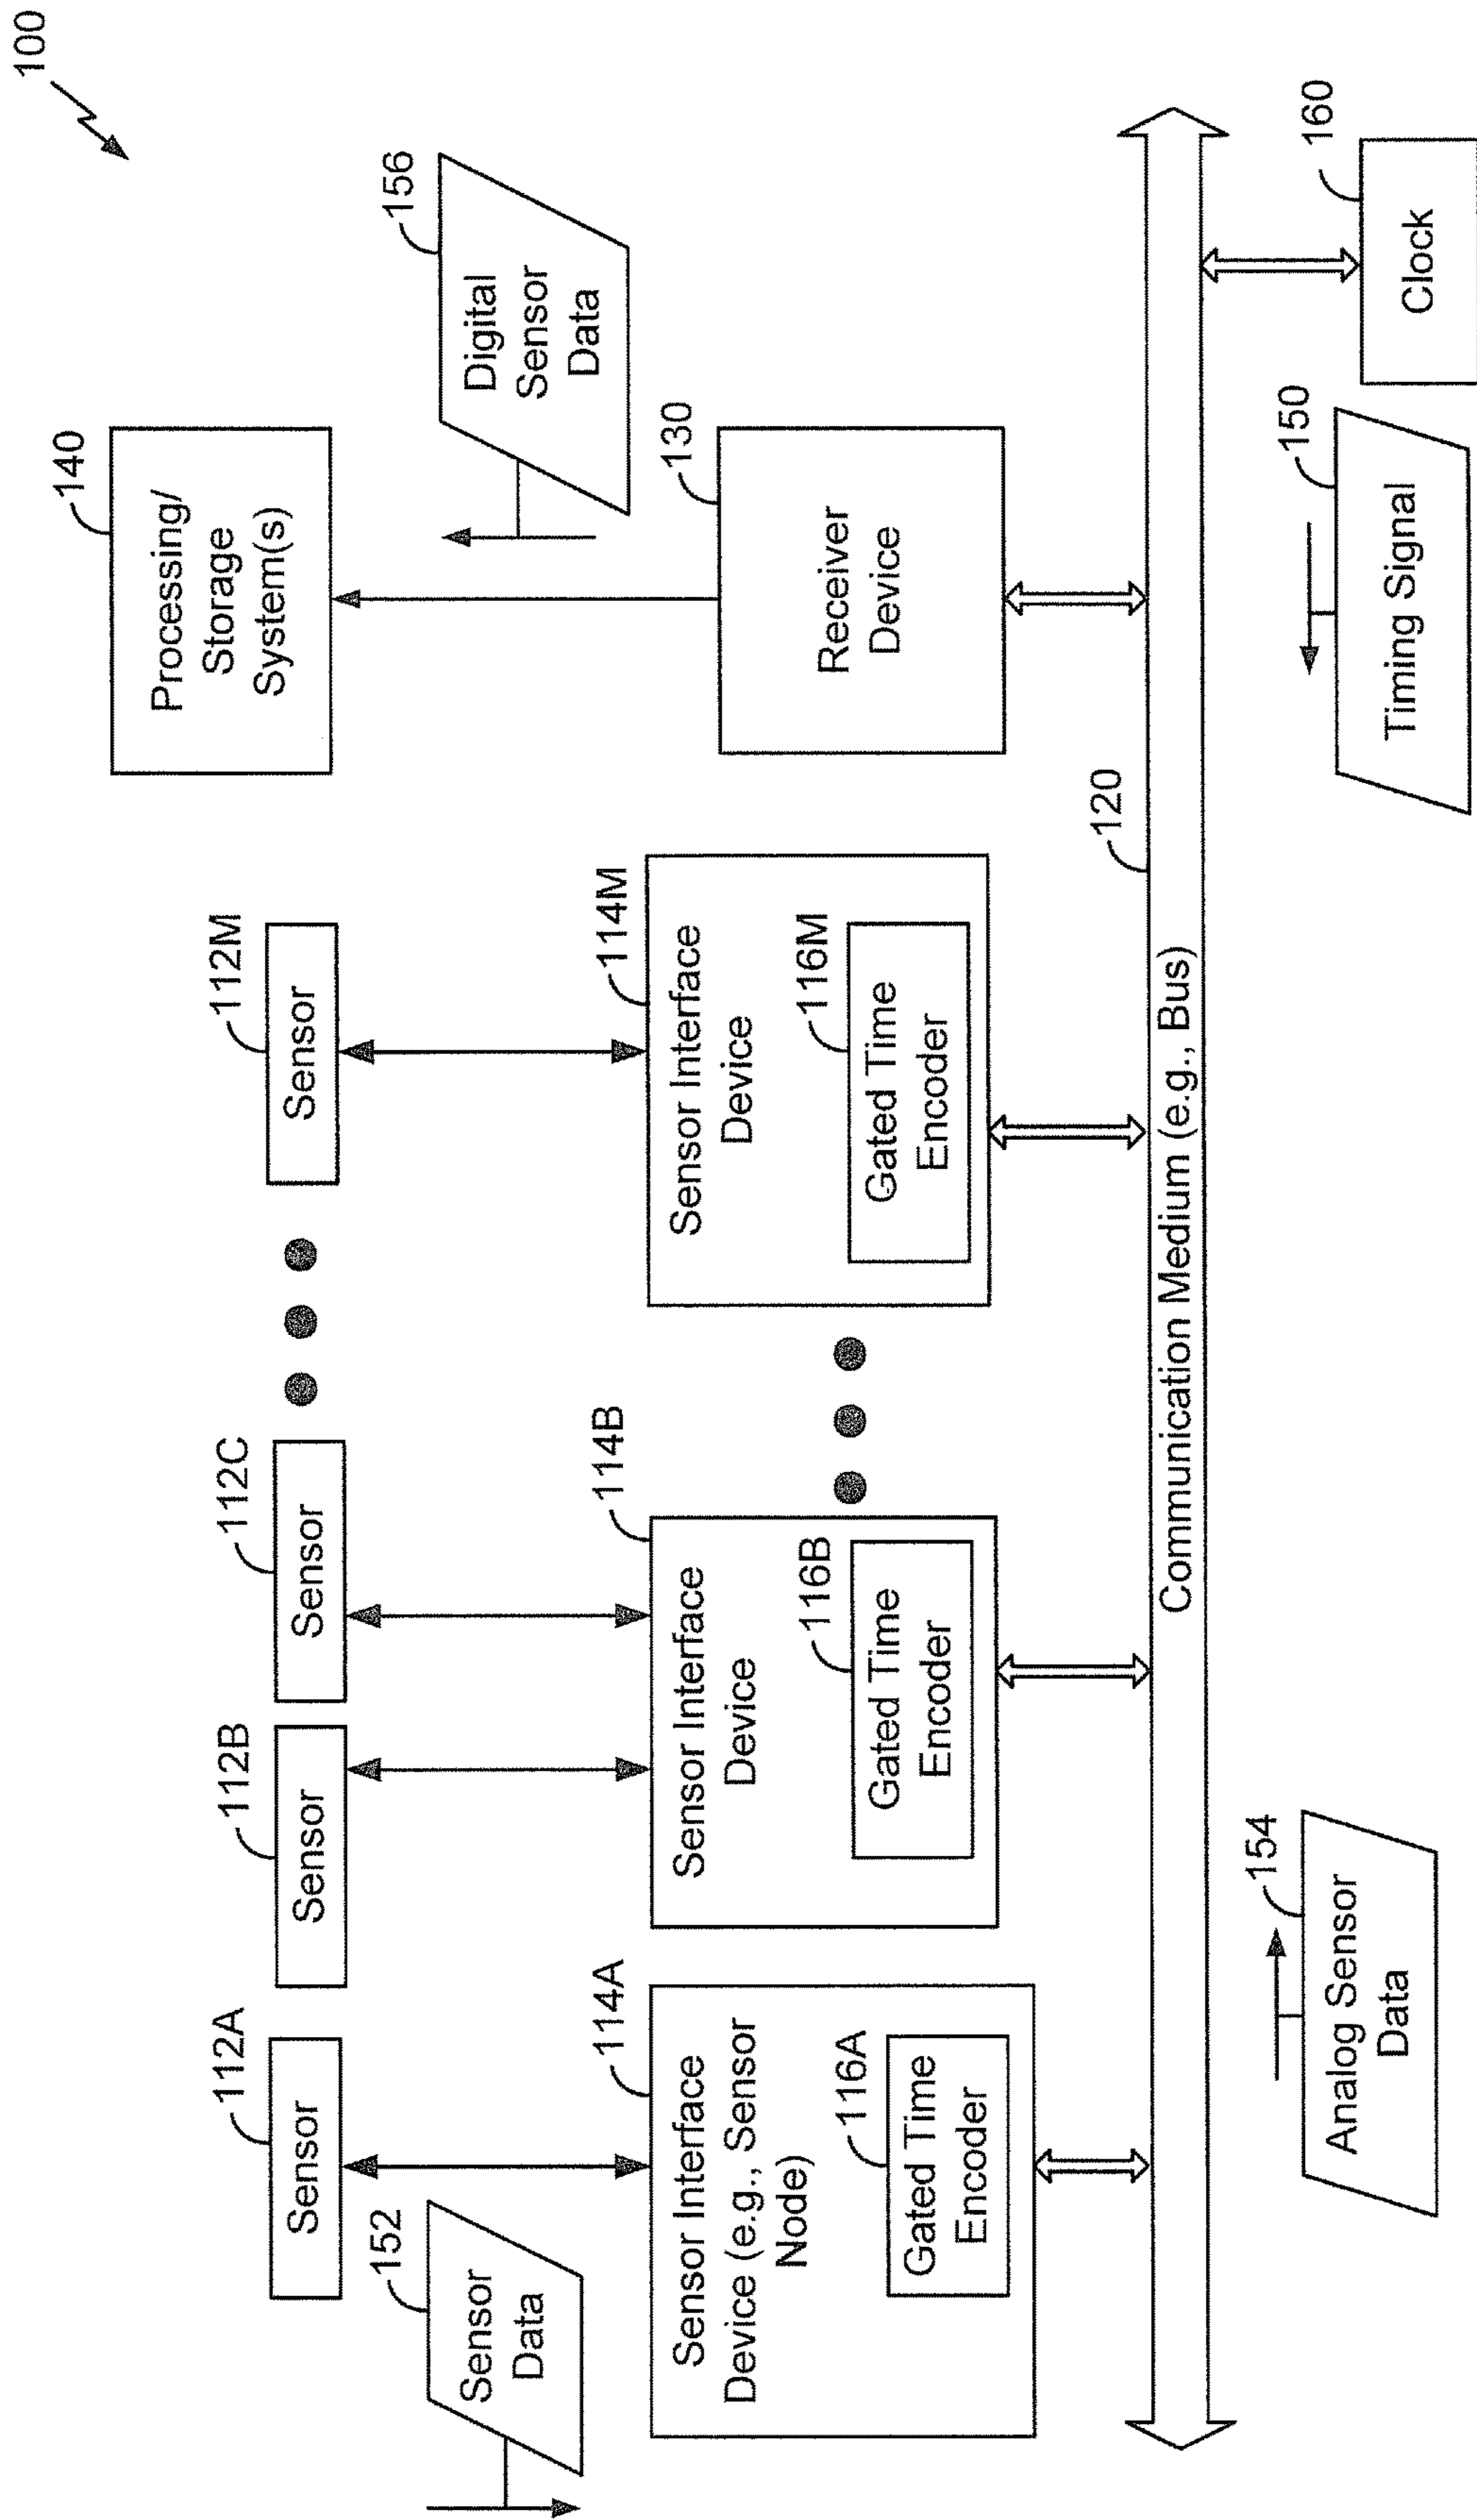 100
112A
Sensor
112B
Sensor
112C
Sensor
112M
Sensor
140
Processing/
Storage
System(s)
152
Sensor
Data
156
Digital
Sensor
Data
114A
Sensor Interface
Device (e.g., Sensor
Node)
116A
Gated Time
Encoder
114B
Sensor Interface
Device
116B
Gated Time
Encoder
114M
Sensor Interface
Device
116M
Gated Time
Encoder
130
Receiver
Device
120
Communication Medium (e.g., Bus)
154
Analog Sensor
Data
150
Timing Signal
160
Clock